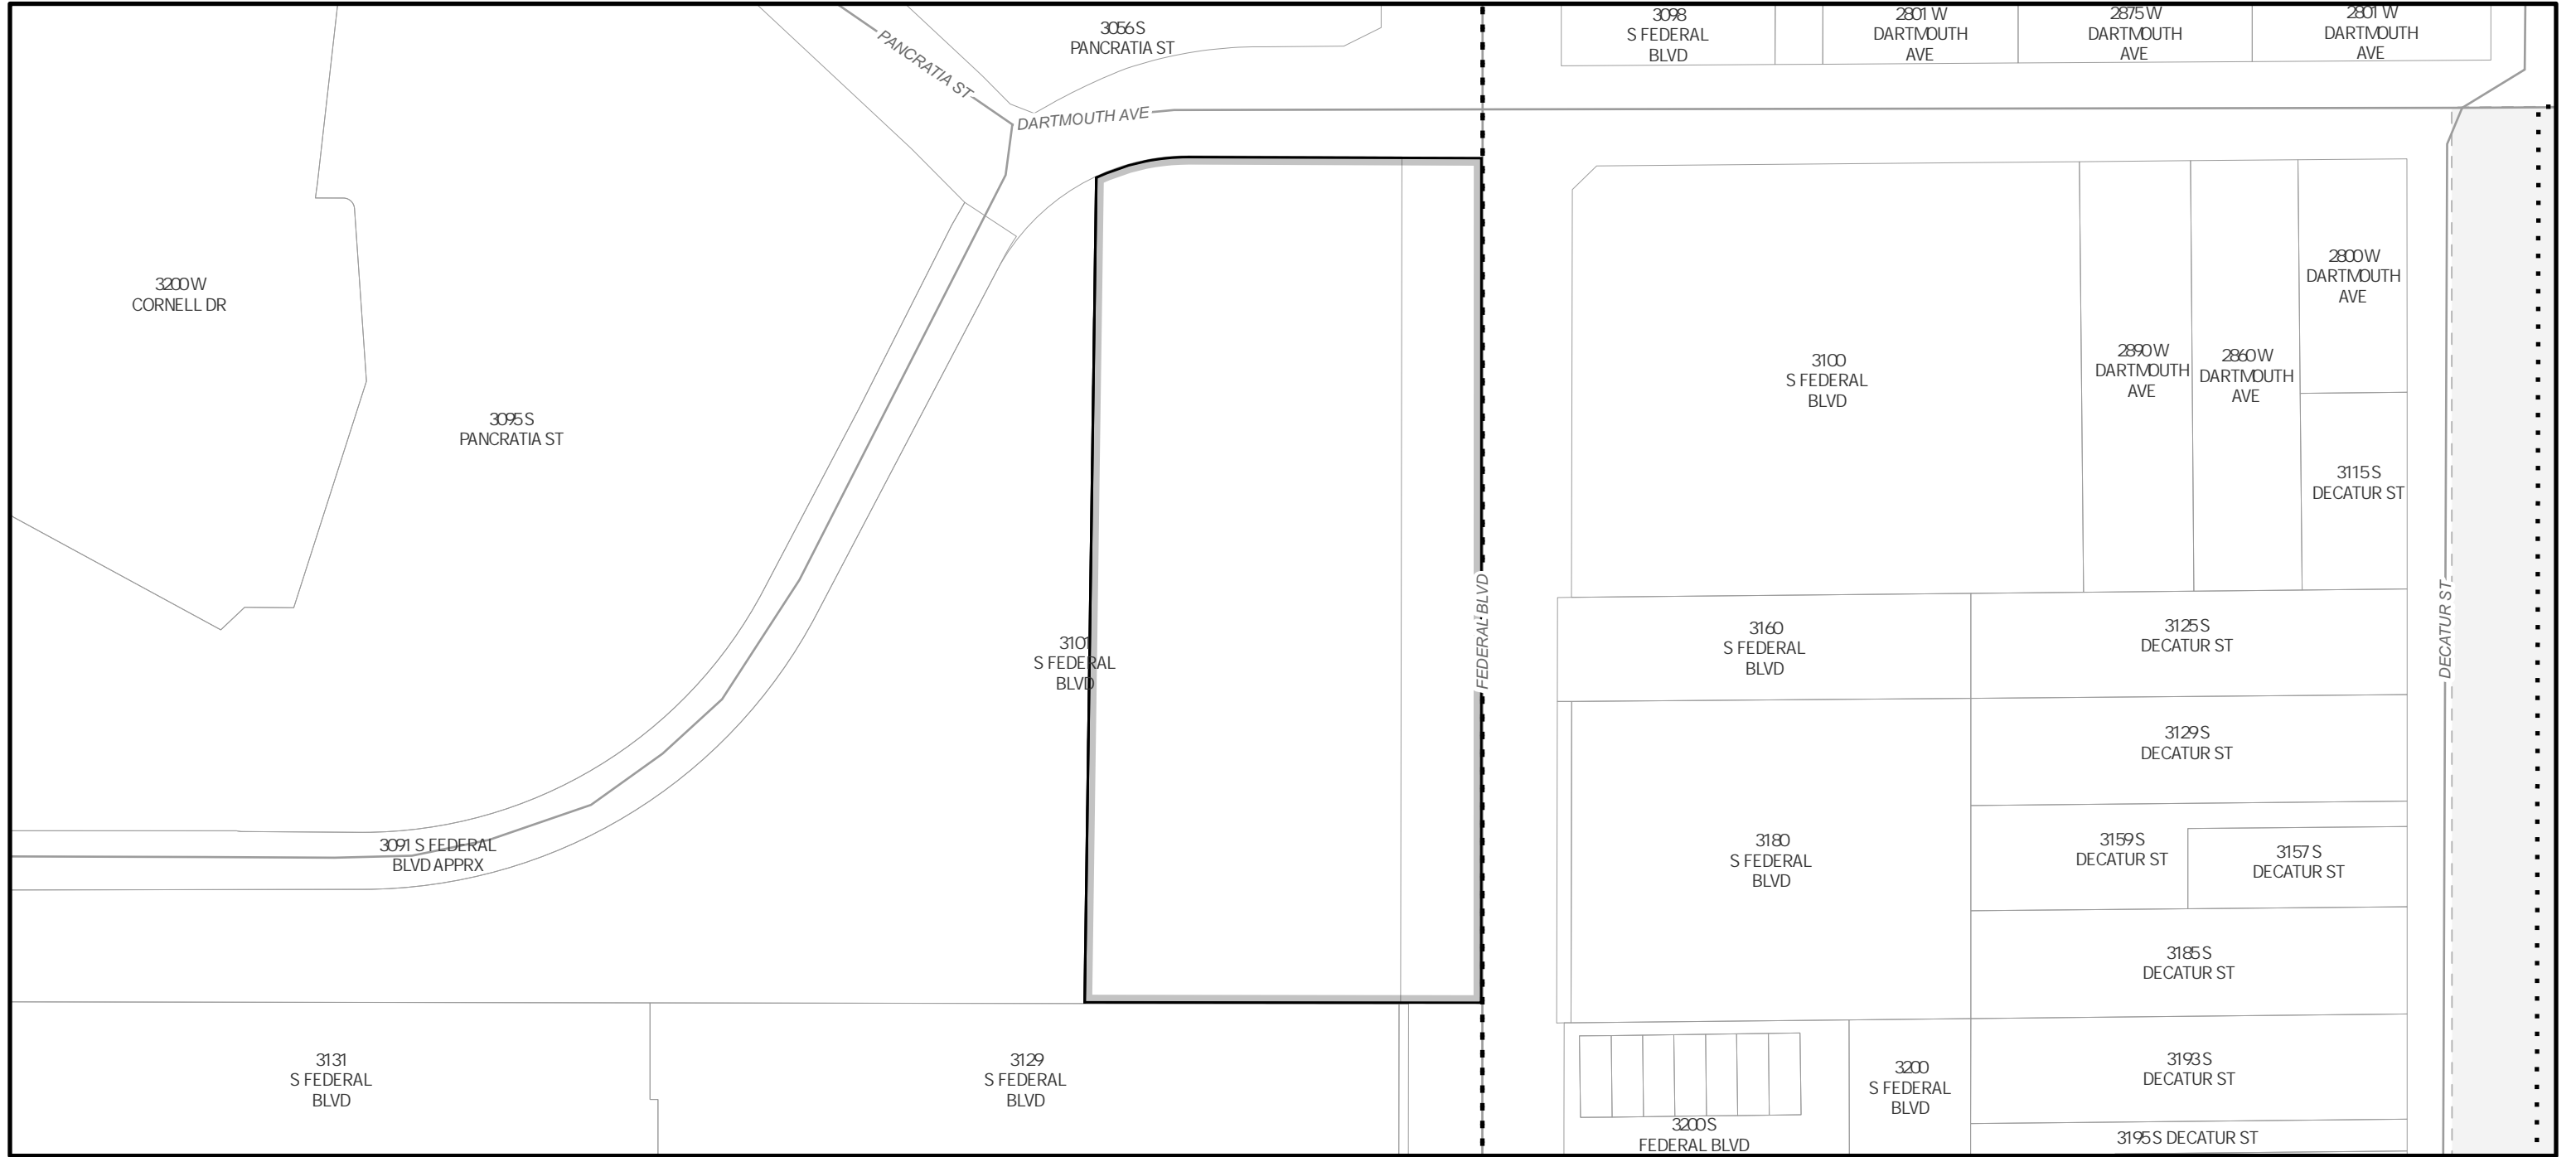 3056 S
PANCRATIA ST
3098
S FEDERAL
BLVD
2801 W
DARTMOUTH
AVE
2875 W
DARTMOUTH
AVE
2801 W
DARTMOUTH
AVE
PANCRATIA ST
DARTMOUTH AVE
3200 W
CORNELL DR
3095 S
PANCRATIA ST
3100
S FEDERAL
BLVD
2890 W
DARTMOUTH
AVE
2860 W
DARTMOUTH
AVE
2800 W
DARTMOUTH
AVE
3115 S
DECATUR ST
3101
S FEDERAL
BLVD
FEDERAL BLVD
3160
S FEDERAL
BLVD
3125 S
DECATUR ST
DECATUR ST
3129 S
DECATUR ST
3091 S FEDERAL
BLVD APPRX
3180
S FEDERAL
BLVD
3159 S
DECATUR ST
3157 S
DECATUR ST
3185 S
DECATUR ST
3131
S FEDERAL
BLVD
3129
S FEDERAL
BLVD
3200 S
FEDERAL BLVD
3200
S FEDERAL
BLVD
3193 S
DECATUR ST
3195 S DECATUR ST